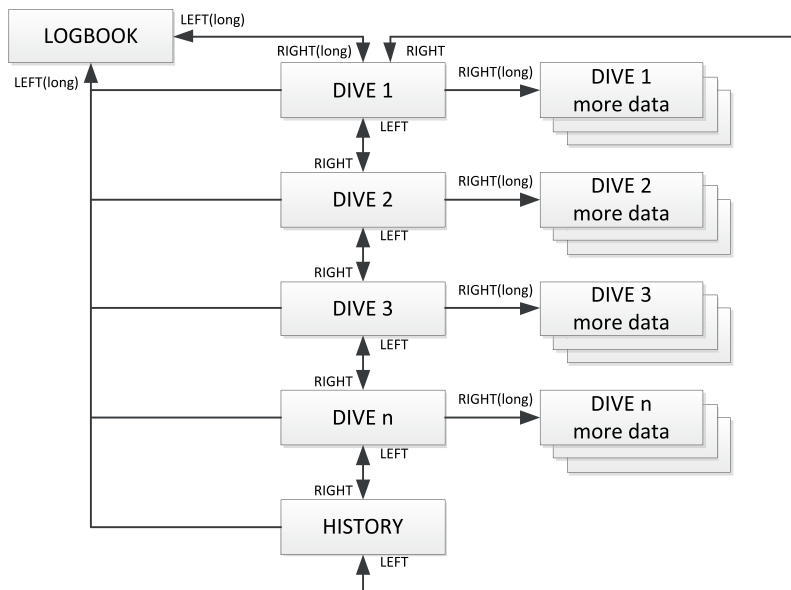 LEFT(long)
LOGBOOK
RIGHT(long)
RIGHT
LEFT(long)
DIVE 1
RIGHT(long)
DIVE 1
more data
LEFT
RIGHT
DIVE 2
RIGHT(long)
DIVE 2
more data
LEFT
RIGHT
DIVE 3
RIGHT(long)
DIVE 3
more data
LEFT
RIGHT
DIVE n
RIGHT(long)
DIVE n
more data
LEFT
RIGHT
HISTORY
LEFT